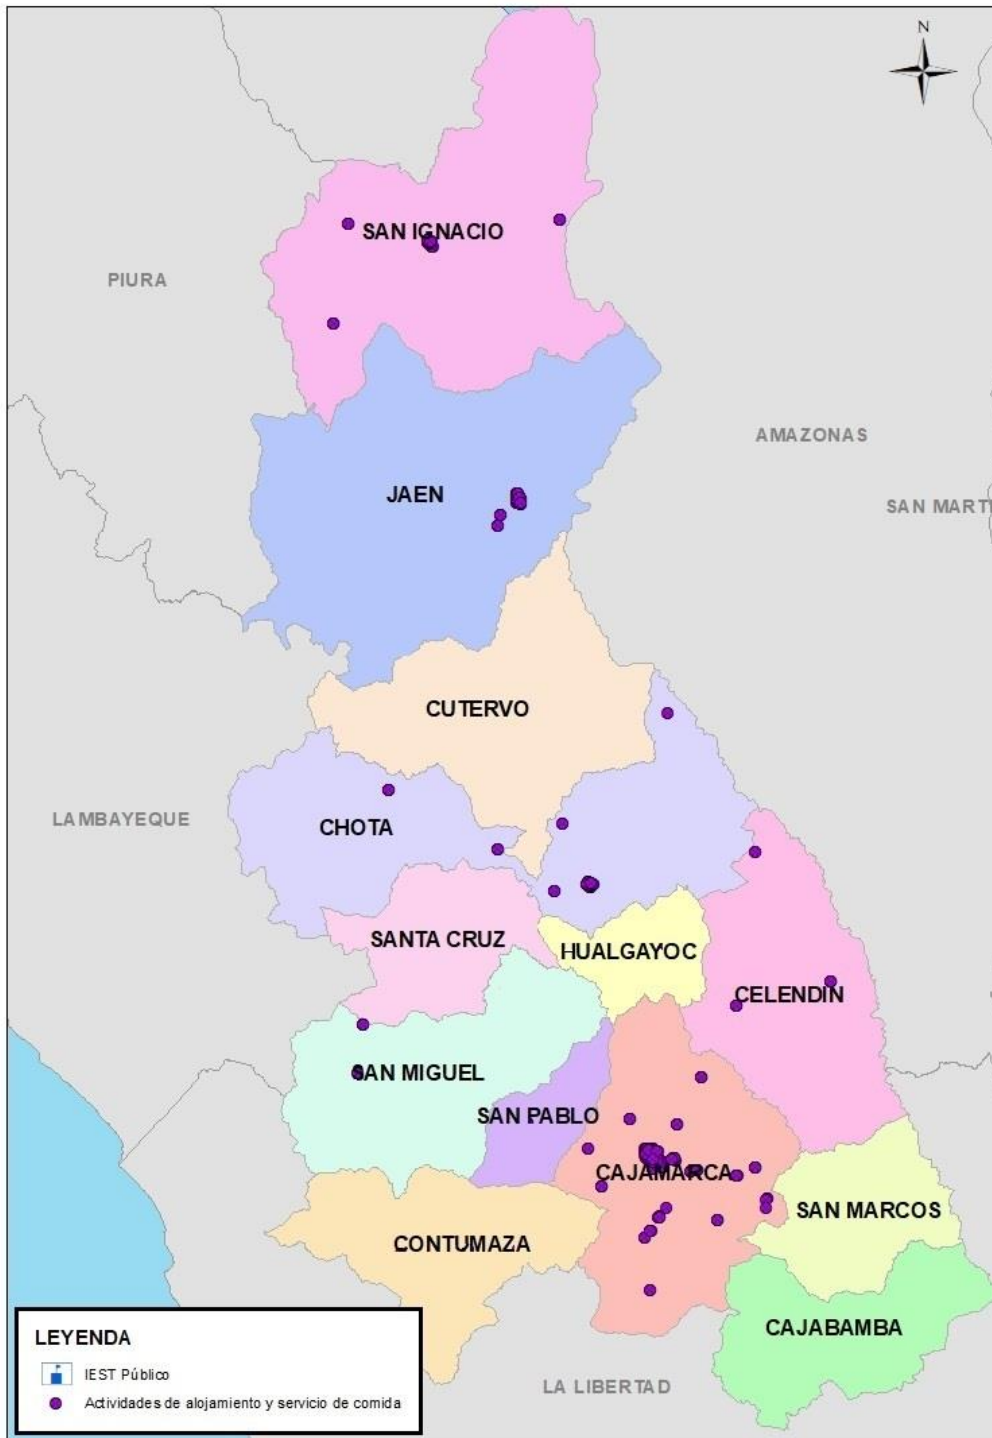 N
SAN IGNACIO
PIURA
AMAZONAS
JAEN
SAN MARTI
CUTERVO
LAMBAYEQUE
CHOTA
SANTA CRUZ
HUALGAYOC
CELENDIN
SAN MIGUEL
SAN PABLO
CAJAMARCA
SAN MARCOS
CONTUMAZA
CAJABAMBA
LEYENDA
IEST Público
LA LIBERTAD
Actividades de alojamiento y servicio de comida